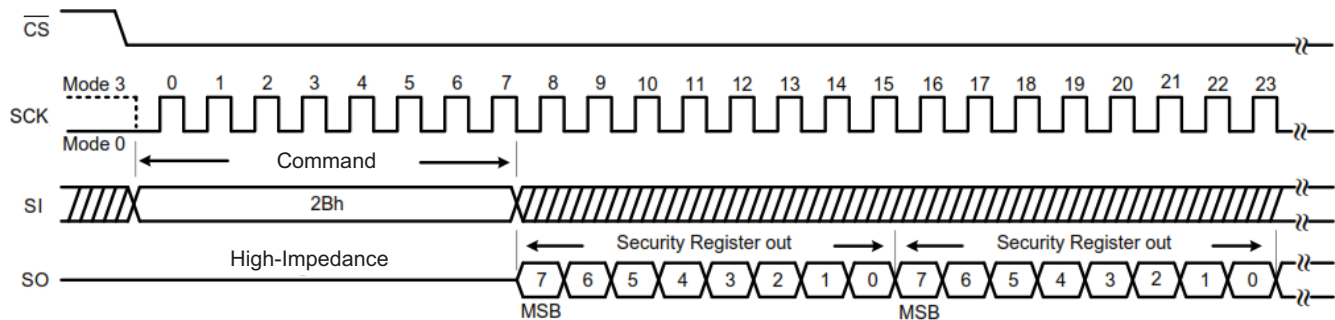 CS
Mode 3 0 1 2 3 4 5 6 7 8 9 10 11 12 13 14 15 16 17 18 19 20 21 22 23
SCK
Mode 0
Command
SI 2Bh
Security Register out Security Register out
High-Impedance
SO 7 6 5 4 3 2 1 0 7 6 5 4 3 2 1 0
MSB MSB